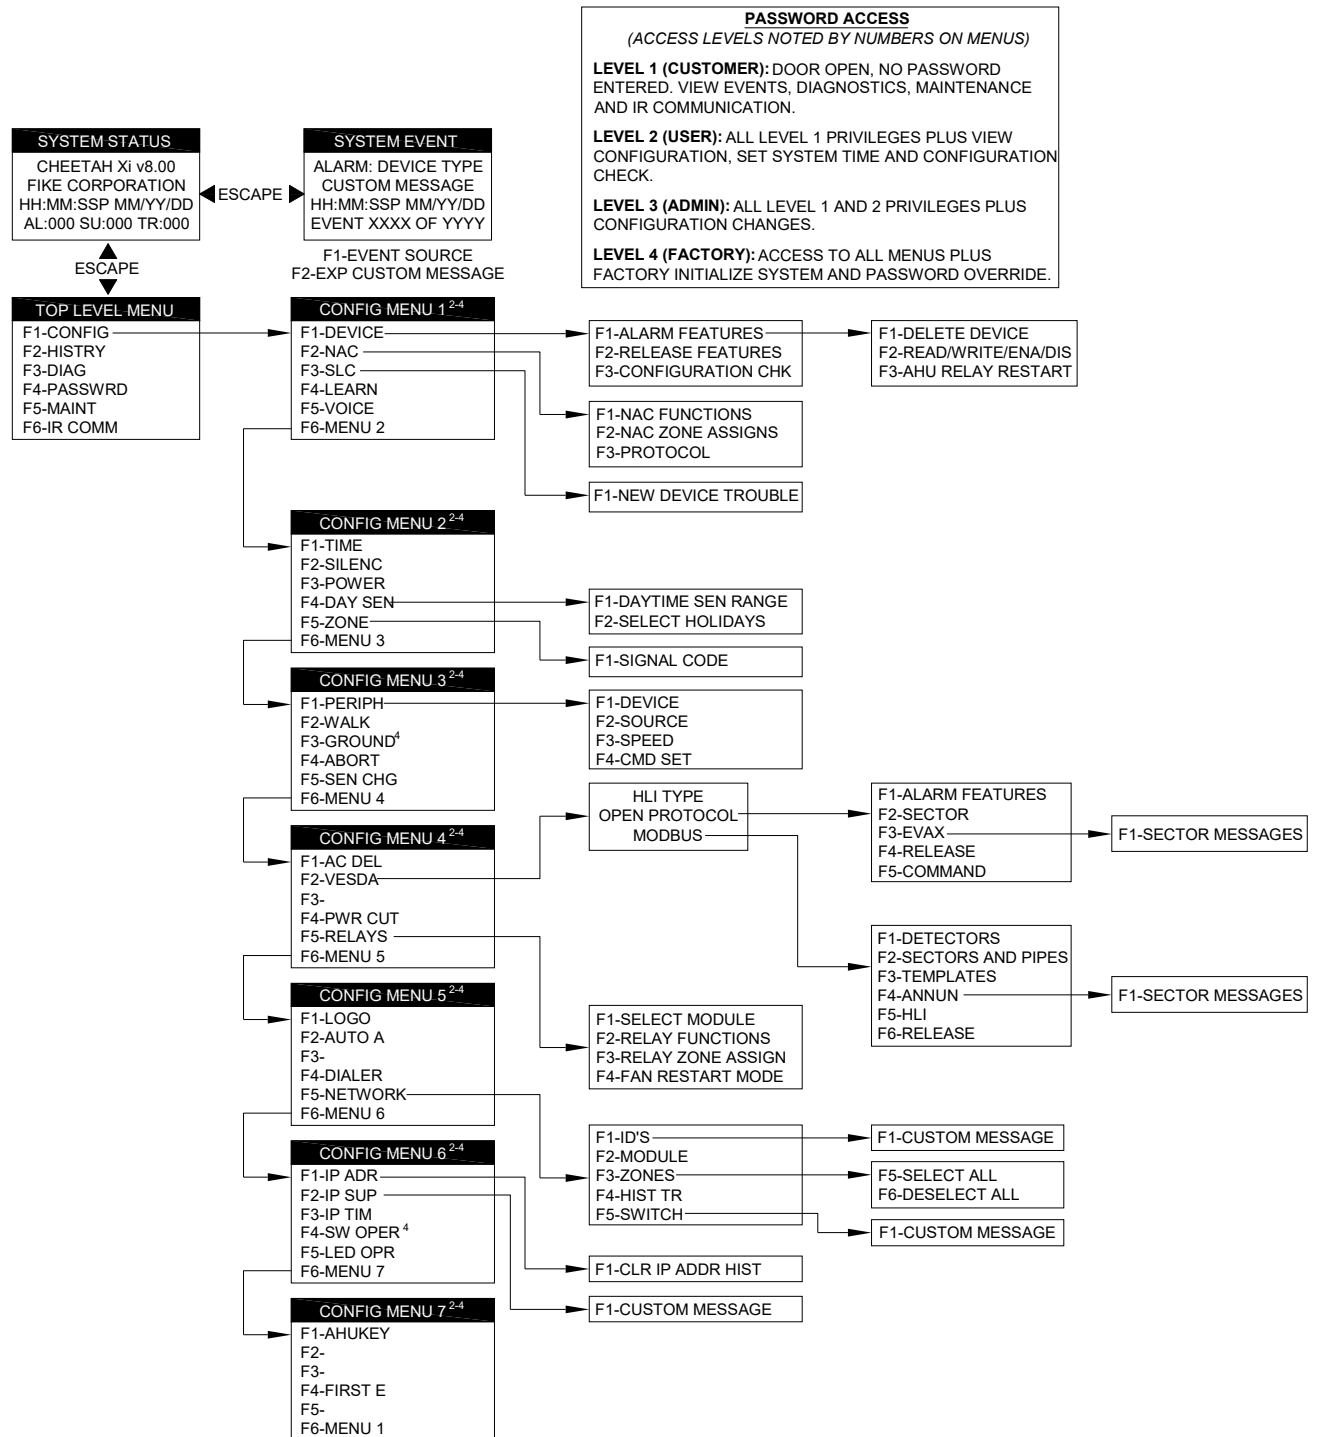 PASSWORD ACCESS
(ACCESS LEVELS NOTED BY NUMBERS ON MENUS)
LEVEL 1 (CUSTOMER): DOOR OPEN, NO PASSWORD
ENTERED. VIEW EVENTS, DIAGNOSTICS, MAINTENANCE
AND IR COMMUNICATION.
LEVEL 2 (USER): ALL LEVEL 1 PRIVILEGES PLUS VIEW
CONFIGURATION, SET SYSTEM TIME AND CONFIGURATION
CHECK.
LEVEL 3 (ADMIN): ALL LEVEL 1 AND 2 PRIVILEGES PLUS
CONFIGURATION CHANGES.
LEVEL 4 (FACTORY): ACCESS TO ALL MENUS PLUS
FACTORY INITIALIZE SYSTEM AND PASSWORD OVERRIDE.
SYSTEM STATUS
CHEETAH Xi v8.00
FIKE CORPORATION
HH:MM:SSP MM/YY/DD
AL:000 SU:000 TR:000
ESCAPE
SYSTEM EVENT
ALARM: DEVICE TYPE
CUSTOM MESSAGE
HH:MM:SSP MM/YY/DD
EVENT XXXX OF YYYY
F1-EVENT SOURCE
F2-EXP CUSTOM MESSAGE
ESCAPE
TOP LEVEL MENU
F1-CONFIG
F2-HISTRY
F3-DIAG
F4-PASSWRD
F5-MAINT
F6-IR COMM
CONFIG MENU 1 2-4
F1-DEVICE
F2-NAC
F3-SLC
F4-LEARN
F5-VOICE
F6-MENU 2
F1-ALARM FEATURES
F2-RELEASE FEATURES
F3-CONFIGURATION CHK
F1-DELETE DEVICE
F2-READ/WRITE/ENA/DIS
F3-AHU RELAY RESTART
F1-NAC FUNCTIONS
F2-NAC ZONE ASSIGNS
F3-PROTOCOL
F1-NEW DEVICE TROUBLE
CONFIG MENU 2 2-4
F1-TIME
F2-SILENC
F3-POWER
F4-DAY SEN
F5-ZONE
F6-MENU 3
F1-DAYTIME SEN RANGE
F2-SELECT HOLIDAYS
F1-SIGNAL CODE
CONFIG MENU 3 2-4
F1-PERIPH
F2-WALK
F3-GROUND 4
F4-ABORT
F5-SEN CHG
F6-MENU 4
F1-DEVICE
F2-SOURCE
F3-SPEED
F4-CMD SET
CONFIG MENU 4 2-4
F1-AC DEL
F2-VESDA
F3-
F4-PWR CUT
F5-RELAYS
F6-MENU 5
HLI TYPE
OPEN PROTOCOL
MODBUS
F1-ALARM FEATURES
F2-SECTOR
F3-EVAX
F4-RELEASE
F5-COMMAND
F1-SECTOR MESSAGES
F1-DETECTORS
F2-SECTORS AND PIPES
F3-TEMPLATES
F4-ANNUN
F5-HLI
F6-RELEASE
F1-SECTOR MESSAGES
CONFIG MENU 5 2-4
F1-LOGO
F2-AUTO A
F3-
F4-DIALER
F5-NETWORK
F6-MENU 6
F1-SELECT MODULE
F2-RELAY FUNCTIONS
F3-RELAY ZONE ASSIGN
F4-FAN RESTART MODE
F1-ID'S
F2-MODULE
F3-ZONES
F4-HIST TR
F5-SWITCH
F1-CUSTOM MESSAGE
F5-SELECT ALL
F6-DESELECT ALL
F1-CUSTOM MESSAGE
CONFIG MENU 6 2-4
F1-IP ADR
F2-IP SUP
F3-IP TIM
F4-SW OPER 4
F5-LED OPR
F6-MENU 7
F1-CLR IP ADDR HIST
F1-CUSTOM MESSAGE
CONFIG MENU 7 2-4
F1-AHUKEY
F2-
F3-
F4-FIRST E
F5-
F6-MENU 1